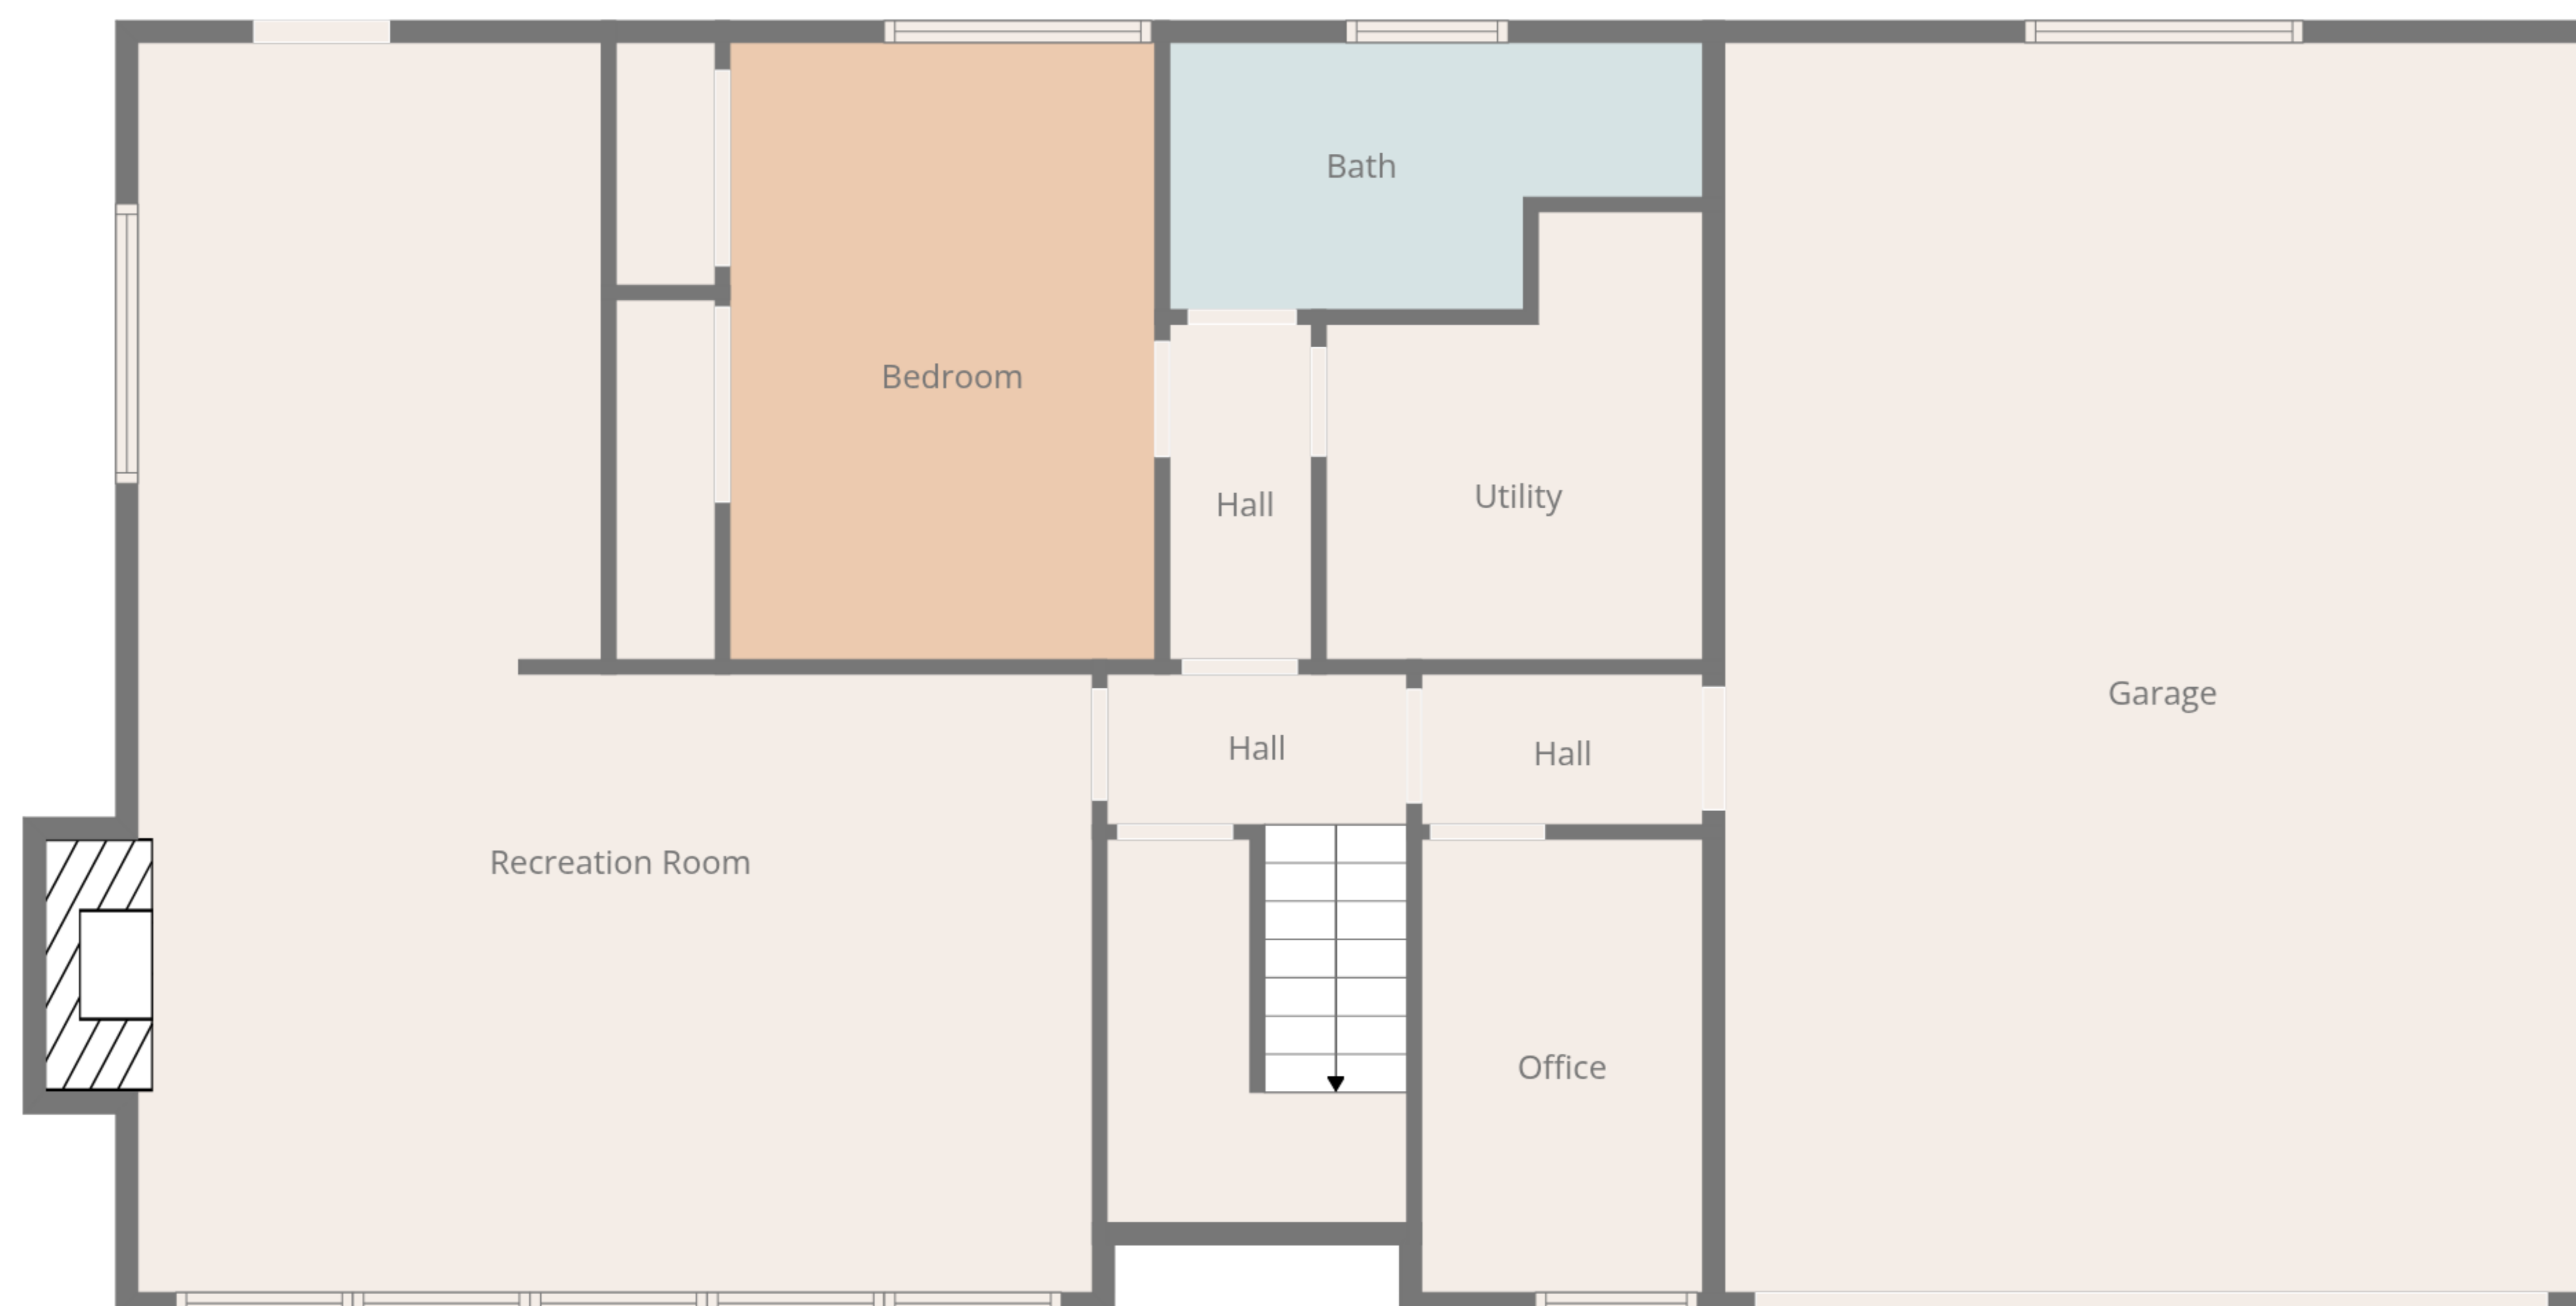 Bath
Bedroom
Hall
Utility
Garage
Hall
Hall
Recreation Room
Office